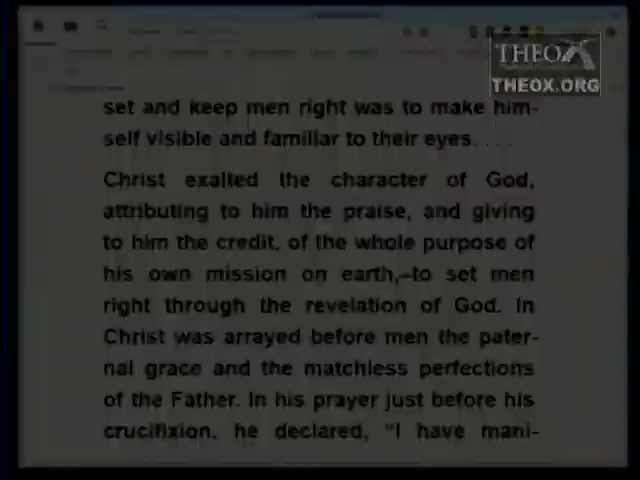 THEOX
THEOX.ORG
set and keep men right was to make him-
self visible and familiar to their eyes. . . .
Christ exalted the character of God,
attributing to him the praise, and giving
to him the credit, of the whole purpose of
his own mission on earth,–to set men
right through the revelation of God. In
Christ was arrayed before men the pater-
nal grace and the matchless perfections
of the Father. In his prayer just before his
crucifixion, he declared, "I have mani-